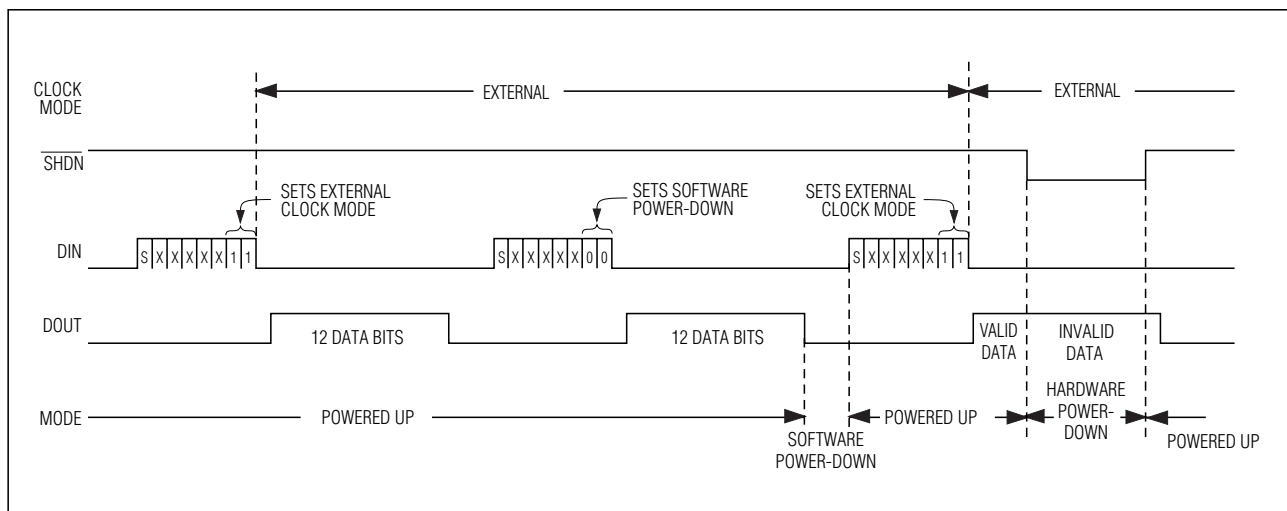 CLOCK
MODE
EXTERNAL
EXTERNAL
SHDN
SETS EXTERNAL
CLOCK MODE
SETS SOFTWARE
POWER-DOWN
SETS EXTERNAL
CLOCK MODE
DIN
S X X X X X 1 1
S X X X X X 0 0
S X X X X X 1 1
DOUT
12 DATA BITS
12 DATA BITS
VALID
DATA
INVALID
DATA
MODE
POWERED UP
SOFTWARE
POWER-DOWN
POWERED UP
HARDWARE
POWER-
DOWN
POWERED UP